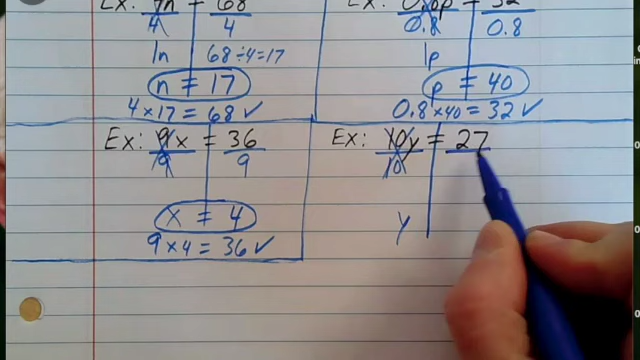 Ex: 4n = 68
4 4
1n 68÷4=17
n = 17
4×17=68 ✓
Ex: 0.8p = 32
0.8 0.8
1p
p = 40
0.8×40=32 ✓
Ex: 9x = 36
9 9
x = 4
9×4=36 ✓
Ex: 10y = 27
10
y